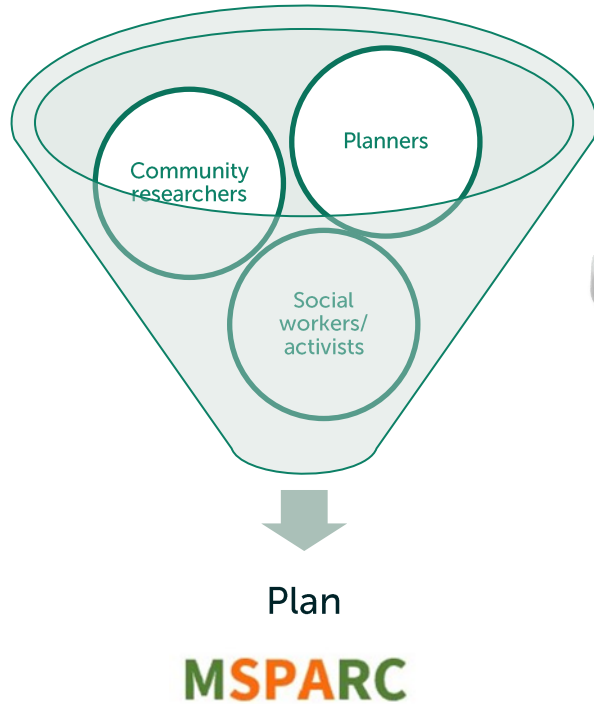 Planners
Community
researchers
Social
workers/
activists
Plan
MSPARC